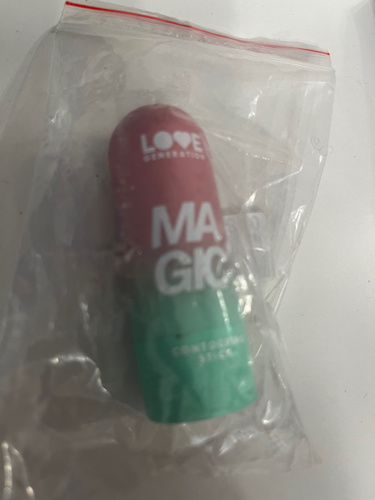 LOVE
GENERATION
MA
GIC
CONTOURING
STICK